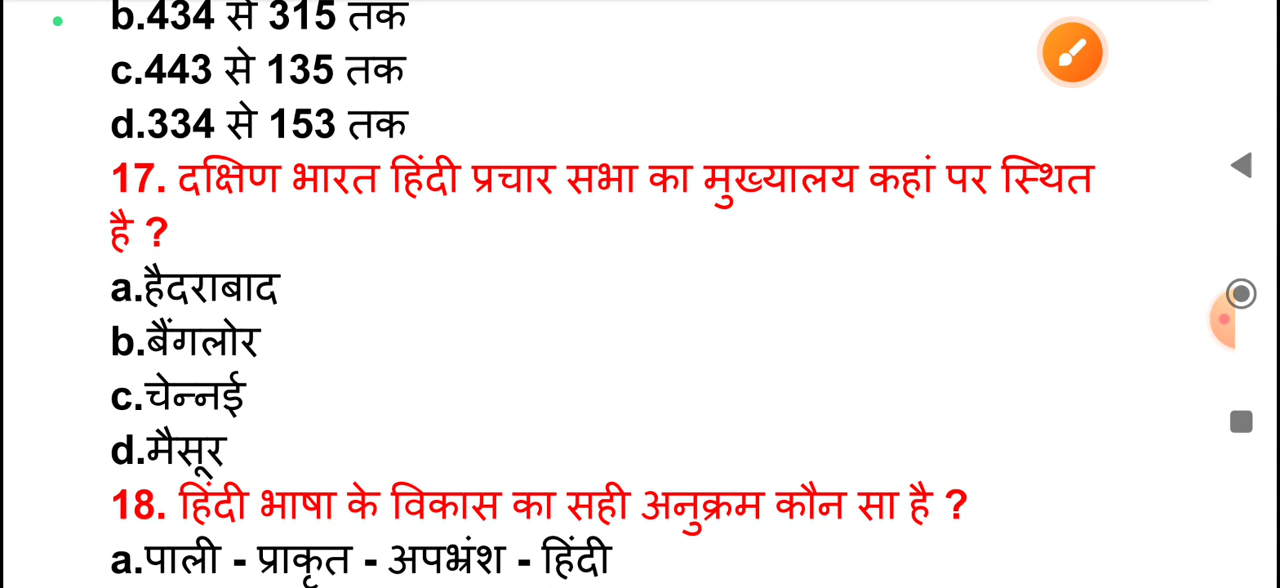 b.434 से 315 तक
c.443 से 135 तक
d.334 से 153 तक
17. दक्षिण भारत हिंदी प्रचार सभा का मुख्यालय कहां पर स्थित
है ?
a.हैदराबाद
b.बैंगलोर
c.चेन्नई
d.मैसूर
18. हिंदी भाषा के विकास का सही अनुक्रम कौन सा है ?
a.पाली - प्राकृत - अपभ्रंश - हिंदी